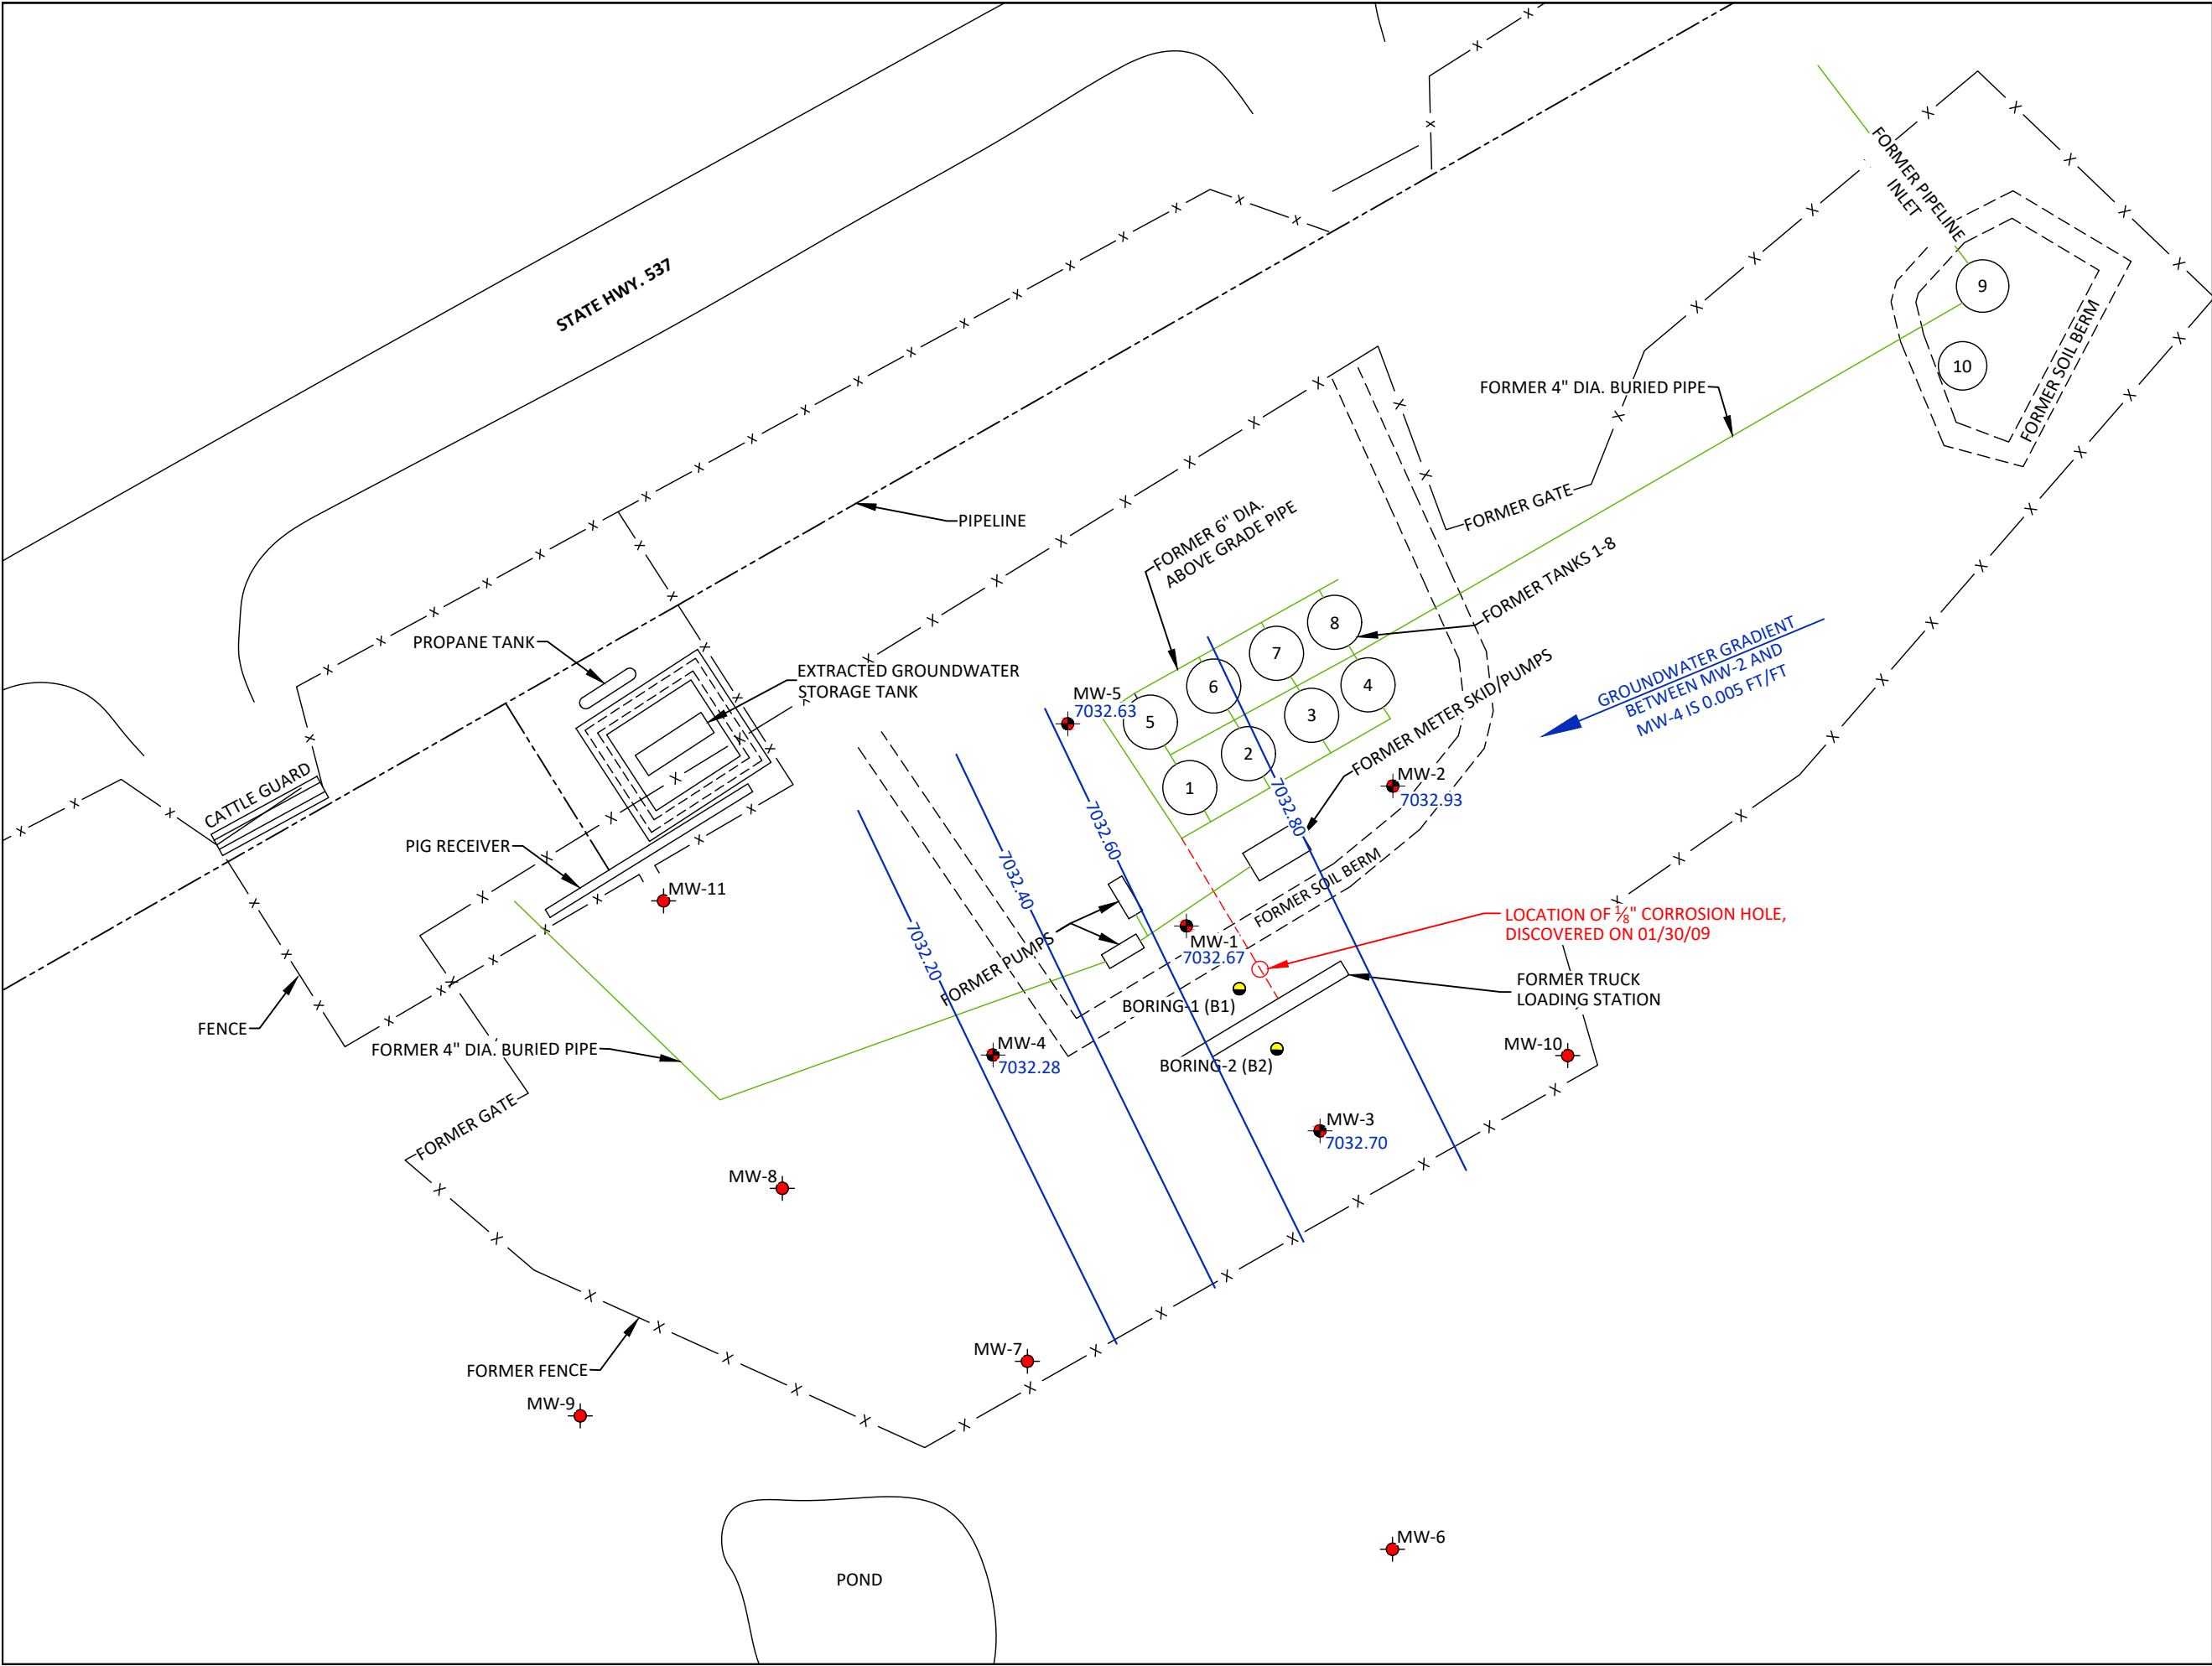 STATE HWY. 537
FORMER PIPELINE
INLET
9
10
FORMER SOIL BERM
FORMER 4" DIA. BURIED PIPE
FORMER GATE
PIPELINE
FORMER 6" DIA.
ABOVE GRADE PIPE
FORMER TANKS 1-8
PROPANE TANK
EXTRACTED GROUNDWATER
STORAGE TANK
MW-5
7032.63
8
7
6
5
4
3
2
1
FORMER METER SKID/PUMPS
GROUNDWATER GRADIENT
BETWEEN MW-2 AND
MW-4 IS 0.005 FT/FT
MW-2
7032.93
CATTLE GUARD
7032.80
7032.60
7032.40
7032.20
PIG RECEIVER
MW-11
FORMER SOIL BERM
FORMER PUMPS
MW-1
7032.67
LOCATION OF ⅛" CORROSION HOLE,
DISCOVERED ON 01/30/09
FORMER TRUCK
LOADING STATION
BORING-1 (B1)
FENCE
FORMER 4" DIA. BURIED PIPE
MW-4
7032.28
BORING-2 (B2)
MW-10
FORMER GATE
MW-3
7032.70
MW-8
MW-7
FORMER FENCE
MW-9
MW-6
POND